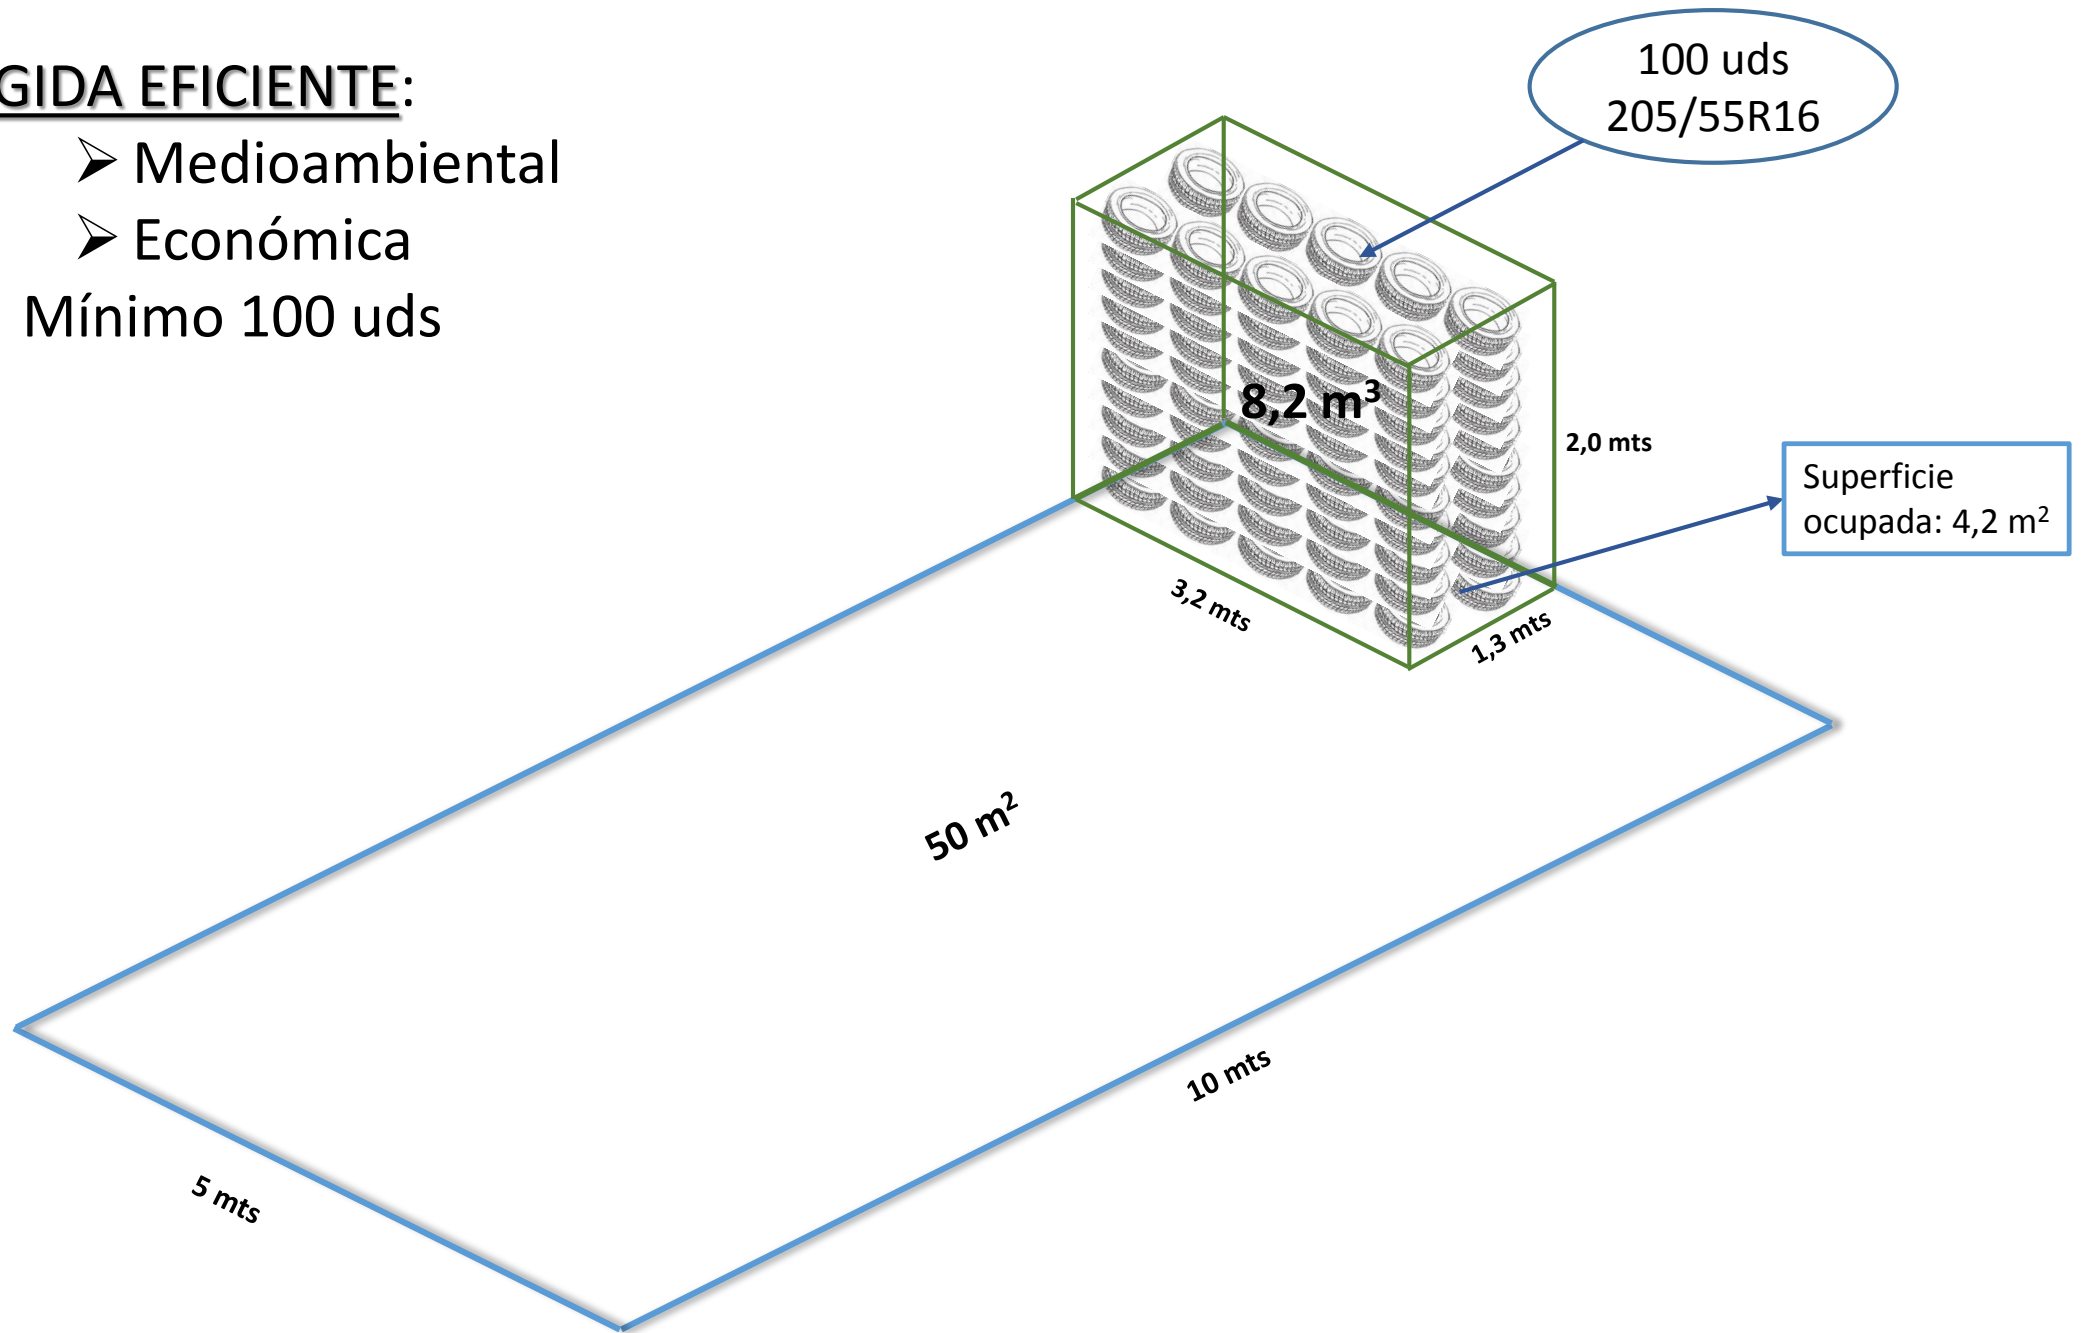 GIDA EFICIENTE:
➢ Medioambiental
➢ Económica
Mínimo 100 uds
100 uds
205/55R16
8,2 m³
2,0 mts
Superficie
ocupada: 4,2 m²
3,2 mts
1,3 mts
50 m²
10 mts
5 mts